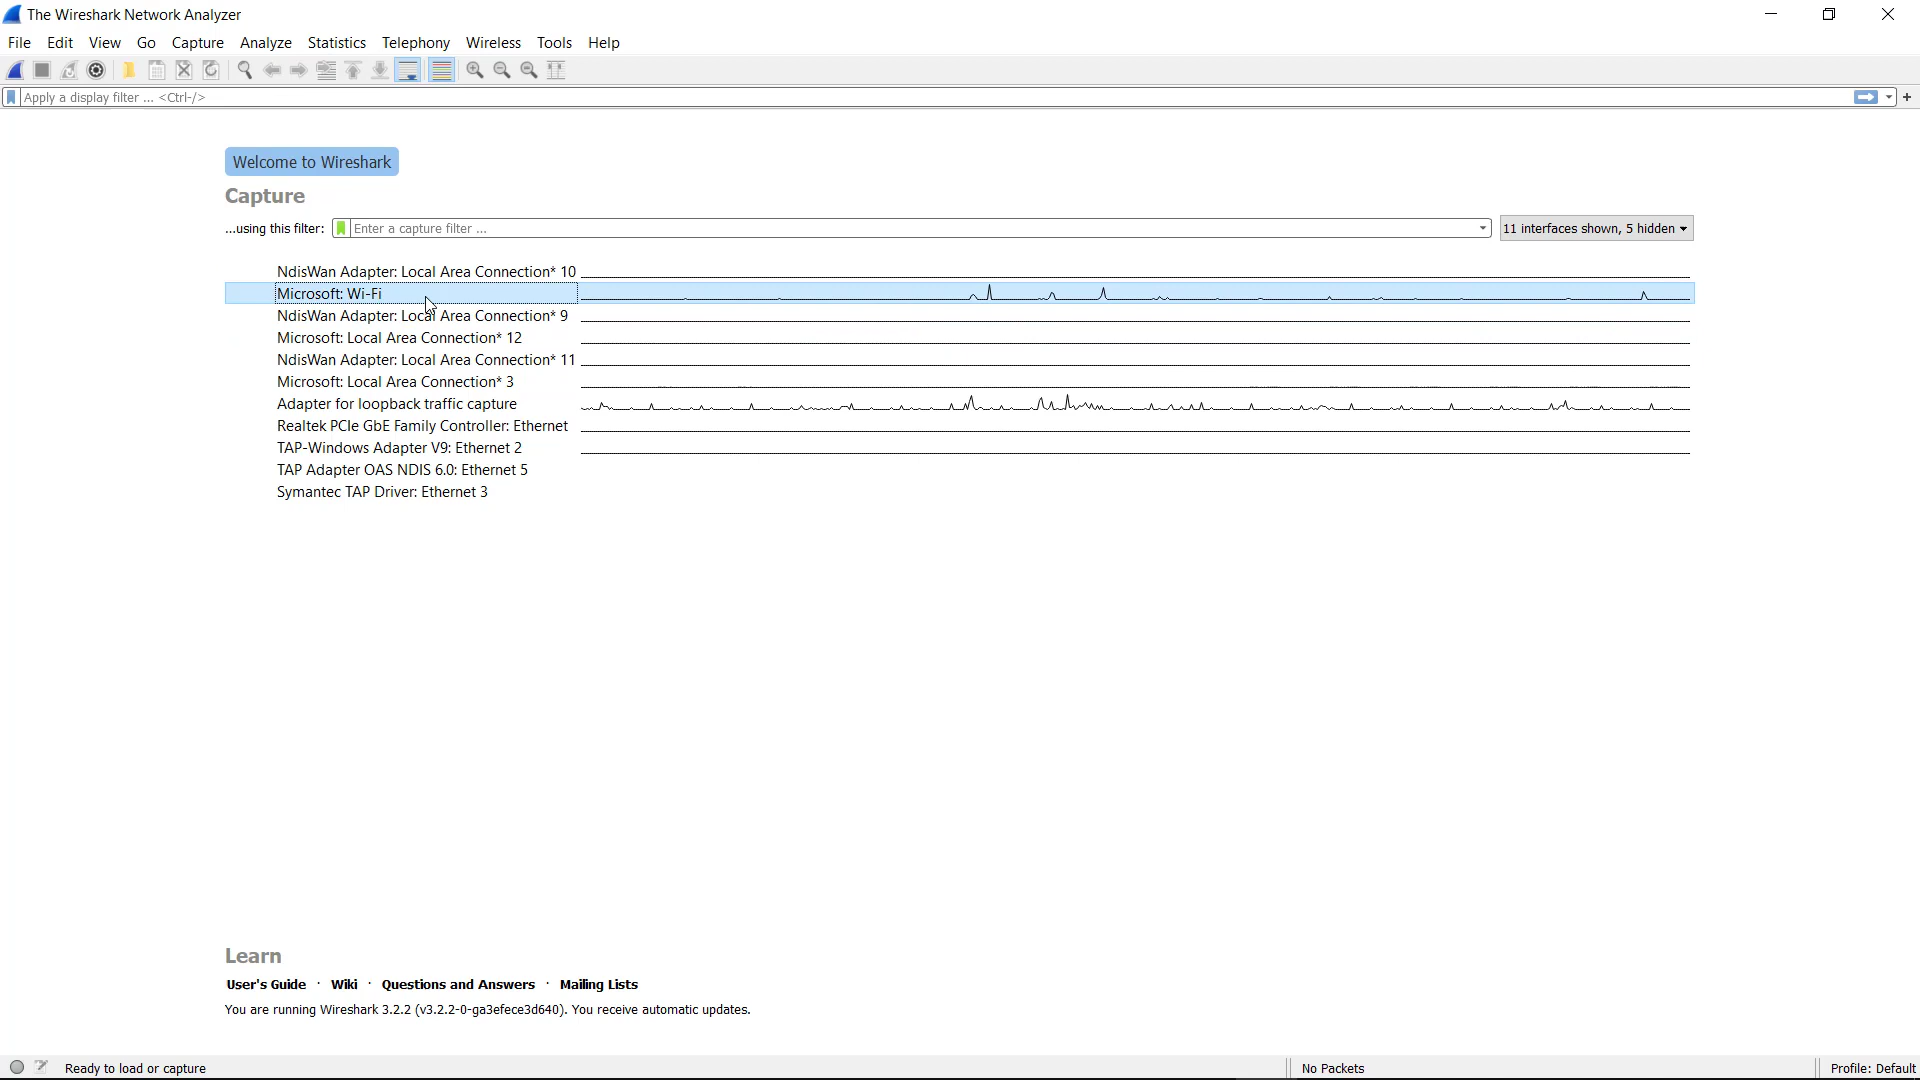 The Wireshark Network Analyzer
File Edit View Go Capture Analyze Statistics Telephony Wireless Tools Help
Apply a display filter ... <Ctrl-/>
Welcome to Wireshark
Capture
...using this filter: Enter a capture filter ... 11 interfaces shown, 5 hidden
NdisWan Adapter: Local Area Connection* 10
Microsoft: Wi-Fi
NdisWan Adapter: Local Area Connection* 9
Microsoft: Local Area Connection* 12
NdisWan Adapter: Local Area Connection* 11
Microsoft: Local Area Connection* 3
Adapter for loopback traffic capture
Realtek PCIe GbE Family Controller: Ethernet
TAP-Windows Adapter V9: Ethernet 2
TAP Adapter OAS NDIS 6.0: Ethernet 5
Symantec TAP Driver: Ethernet 3
Learn
User's Guide · Wiki · Questions and Answers · Mailing Lists
You are running Wireshark 3.2.2 (v3.2.2-0-ga3efece3d640). You receive automatic updates.
Ready to load or capture No Packets Profile: Default